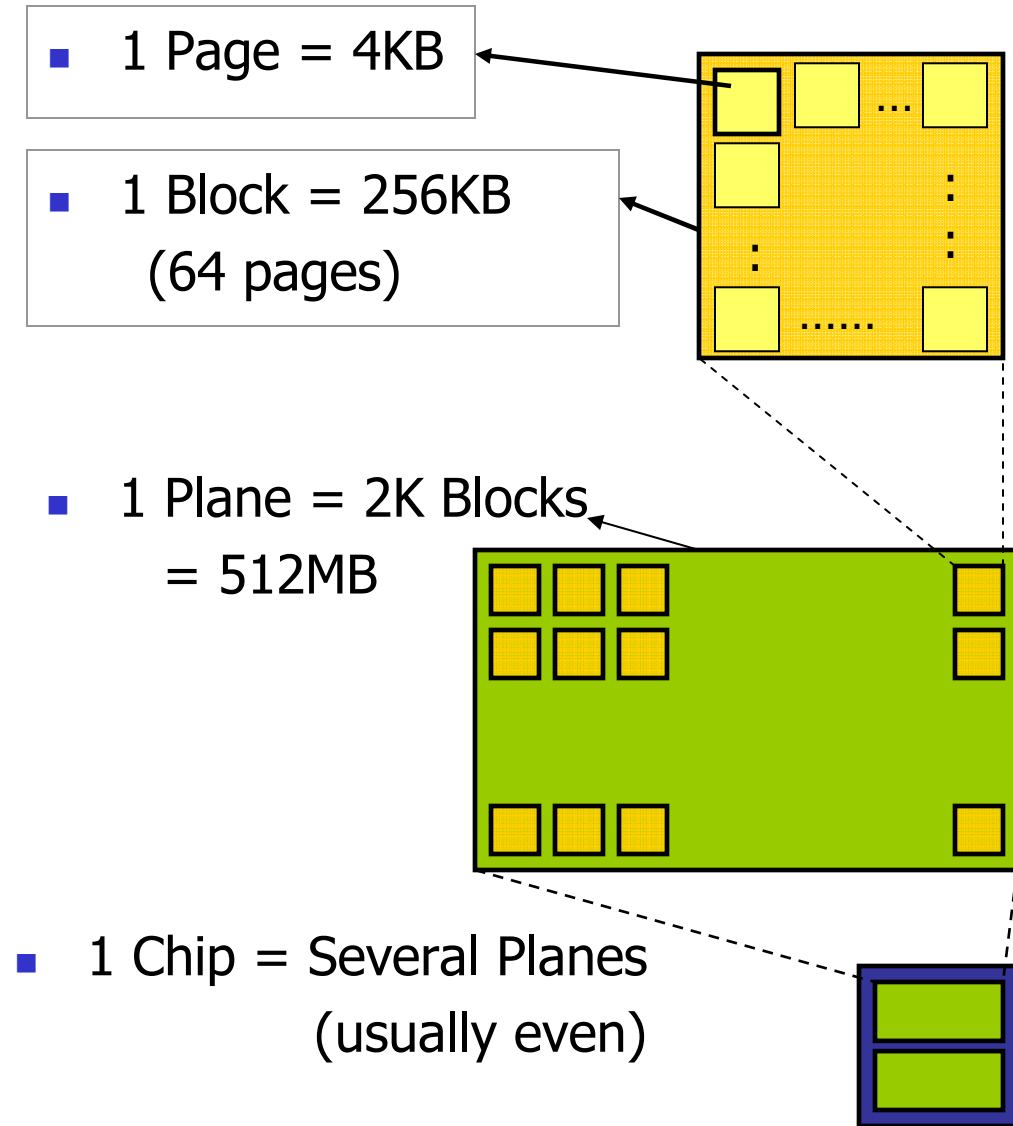 ▪ 1 Page = 4KB
▪ 1 Block = 256KB
(64 pages)
▪ 1 Plane = 2K Blocks
= 512MB
▪ 1 Chip = Several Planes
(usually even)